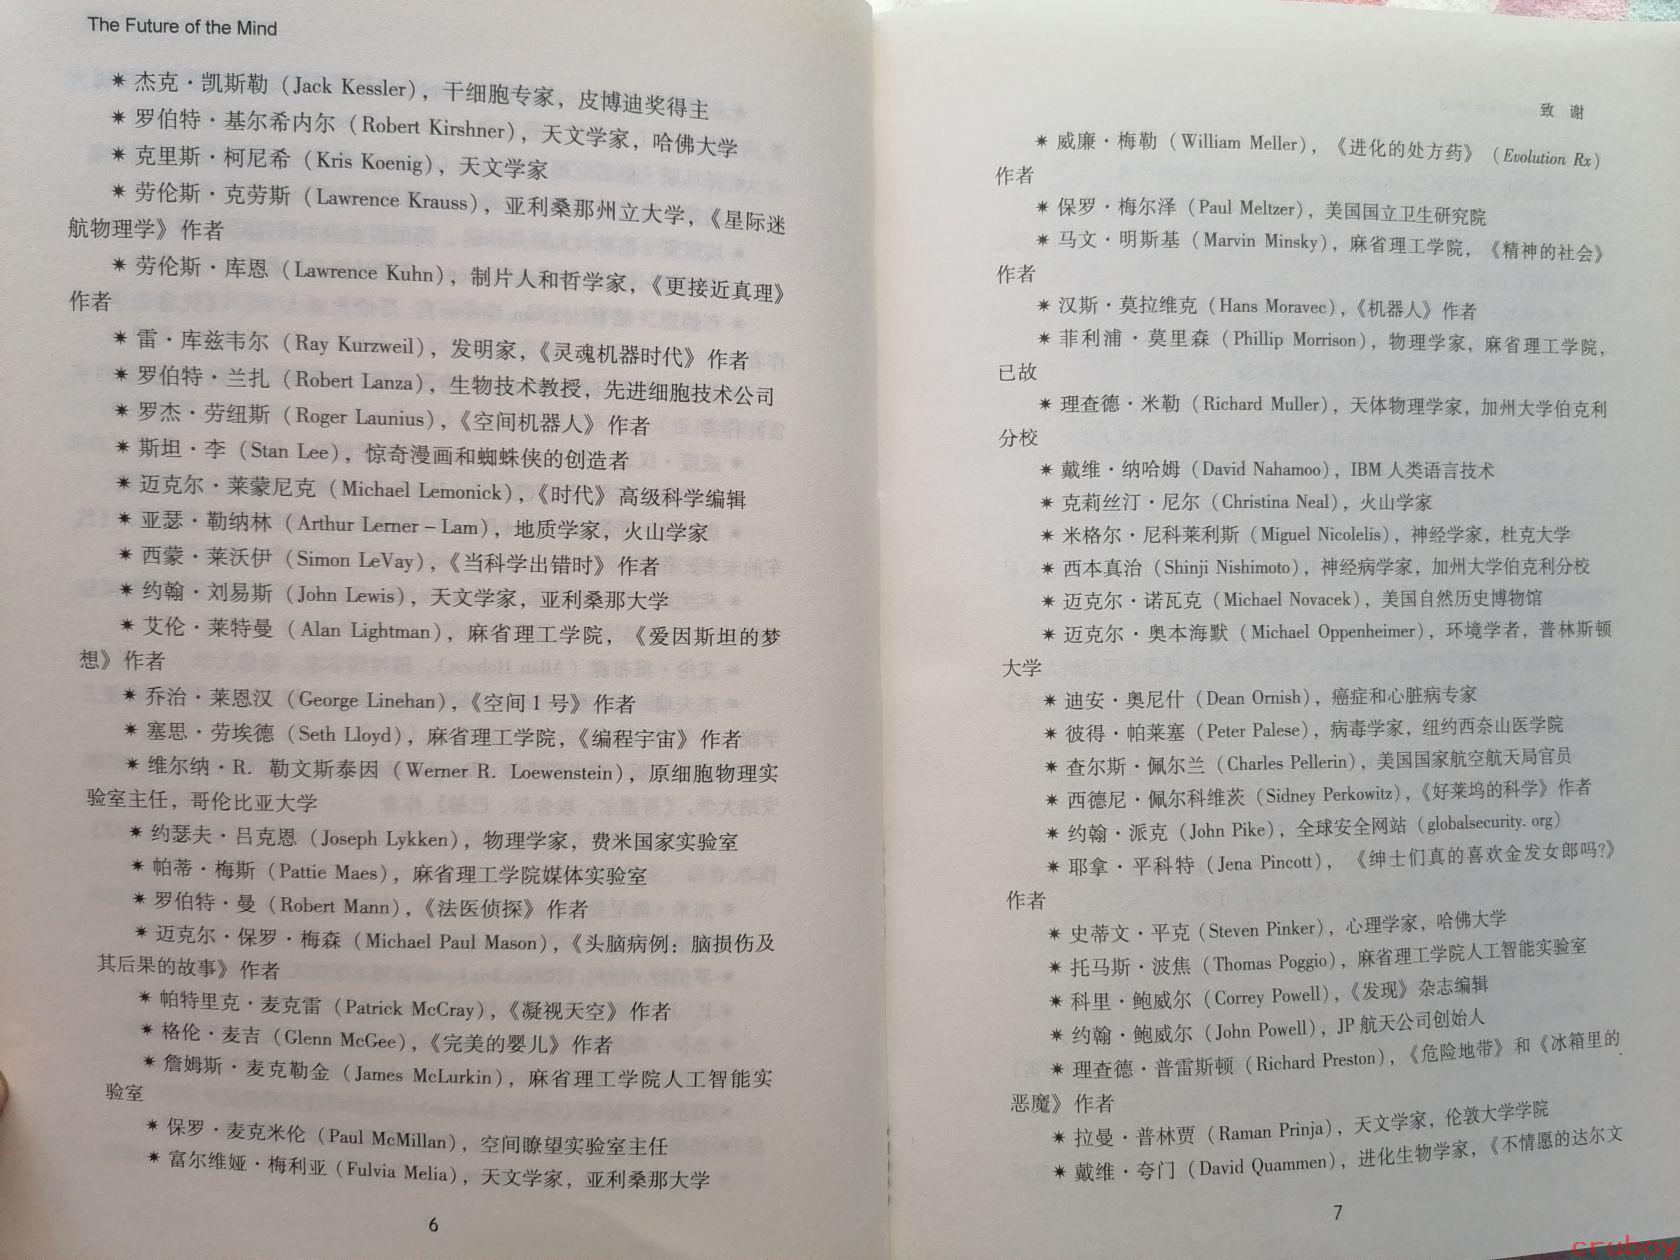 The Future of the Mind
✷ 杰克·凯斯勒（Jack Kessler），干细胞专家，皮博迪奖得主
✷ 罗伯特·基尔希内尔（Robert Kirshner），天文学家，哈佛大学
✷ 克里斯·柯尼希（Kris Koenig），天文学家
✷ 劳伦斯·克劳斯（Lawrence Krauss），亚利桑那州立大学，《星际迷
航物理学》作者
✷ 劳伦斯·库恩（Lawrence Kuhn），制片人和哲学家，《更接近真理》
作者
✷ 雷·库兹韦尔（Ray Kurzweil），发明家，《灵魂机器时代》作者
✷ 罗伯特·兰扎（Robert Lanza），生物技术教授，先进细胞技术公司
✷ 罗杰·劳纽斯（Roger Launius），《空间机器人》作者
✷ 斯坦·李（Stan Lee），惊奇漫画和蜘蛛侠的创造者
✷ 迈克尔·莱蒙尼克（Michael Lemonick），《时代》高级科学编辑
✷ 亚瑟·勒纳林（Arthur Lerner－Lam），地质学家，火山学家
✷ 西蒙·莱沃伊（Simon LeVay），《当科学出错时》作者
✷ 约翰·刘易斯（John Lewis），天文学家，亚利桑那大学
✷ 艾伦·莱特曼（Alan Lightman），麻省理工学院，《爱因斯坦的梦
想》作者
✷ 乔治·莱恩汉（George Linehan），《空间1号》作者
✷ 塞思·劳埃德（Seth Lloyd），麻省理工学院，《编程宇宙》作者
✷ 维尔纳·R. 勒文斯泰因（Werner R. Loewenstein），原细胞物理实
验室主任，哥伦比亚大学
✷ 约瑟夫·吕克恩（Joseph Lykken），物理学家，费米国家实验室
✷ 帕蒂·梅斯（Pattie Maes），麻省理工学院媒体实验室
✷ 罗伯特·曼（Robert Mann），《法医侦探》作者
✷ 迈克尔·保罗·梅森（Michael Paul Mason），《头脑病例：脑损伤及
其后果的故事》作者
✷ 帕特里克·麦克雷（Patrick McCray），《凝视天空》作者
✷ 格伦·麦吉（Glenn McGee），《完美的婴儿》作者
✷ 詹姆斯·麦克勒金（James McLurkin），麻省理工学院人工智能实
验室
✷ 保罗·麦克米伦（Paul McMillan），空间瞭望实验室主任
✷ 富尔维娅·梅利亚（Fulvia Melia），天文学家，亚利桑那大学
6
致 谢
✷ 威廉·梅勒（William Meller），《进化的处方药》（Evolution Rx）
作者
✷ 保罗·梅尔泽（Paul Meltzer），美国国立卫生研究院
✷ 马文·明斯基（Marvin Minsky），麻省理工学院，《精神的社会》
作者
✷ 汉斯·莫拉维克（Hans Moravec），《机器人》作者
✷ 菲利浦·莫里森（Phillip Morrison），物理学家，麻省理工学院，
已故
✷ 理查德·米勒（Richard Muller），天体物理学家，加州大学伯克利
分校
✷ 戴维·纳哈姆（David Nahamoo），IBM 人类语言技术
✷ 克莉丝汀·尼尔（Christina Neal），火山学家
✷ 米格尔·尼科莱利斯（Miguel Nicolelis），神经学家，杜克大学
✷ 西本真治（Shinji Nishimoto），神经病学家，加州大学伯克利分校
✷ 迈克尔·诺瓦克（Michael Novacek），美国自然历史博物馆
✷ 迈克尔·奥本海默（Michael Oppenheimer），环境学者，普林斯顿
大学
✷ 迪安·奥尼什（Dean Ornish），癌症和心脏病专家
✷ 彼得·帕莱塞（Peter Palese），病毒学家，纽约西奈山医学院
✷ 查尔斯·佩尔兰（Charles Pellerin），美国国家航空航天局官员
✷ 西德尼·佩尔科维茨（Sidney Perkowitz），《好莱坞的科学》作者
✷ 约翰·派克（John Pike），全球安全网站（globalsecurity. org）
✷ 耶拿·平科特（Jena Pincott），《绅士们真的喜欢金发女郎吗?》
作者
✷ 史蒂文·平克（Steven Pinker），心理学家，哈佛大学
✷ 托马斯·波焦（Thomas Poggio），麻省理工学院人工智能实验室
✷ 科里·鲍威尔（Correy Powell），《发现》杂志编辑
✷ 约翰·鲍威尔（John Powell），JP 航天公司创始人
✷ 理查德·普雷斯顿（Richard Preston），《危险地带》和《冰箱里的
恶魔》作者
✷ 拉曼·普林贾（Raman Prinja），天文学家，伦敦大学学院
✷ 戴维·夸门（David Quammen），进化生物学家，《不情愿的达尔文
7
cruboy